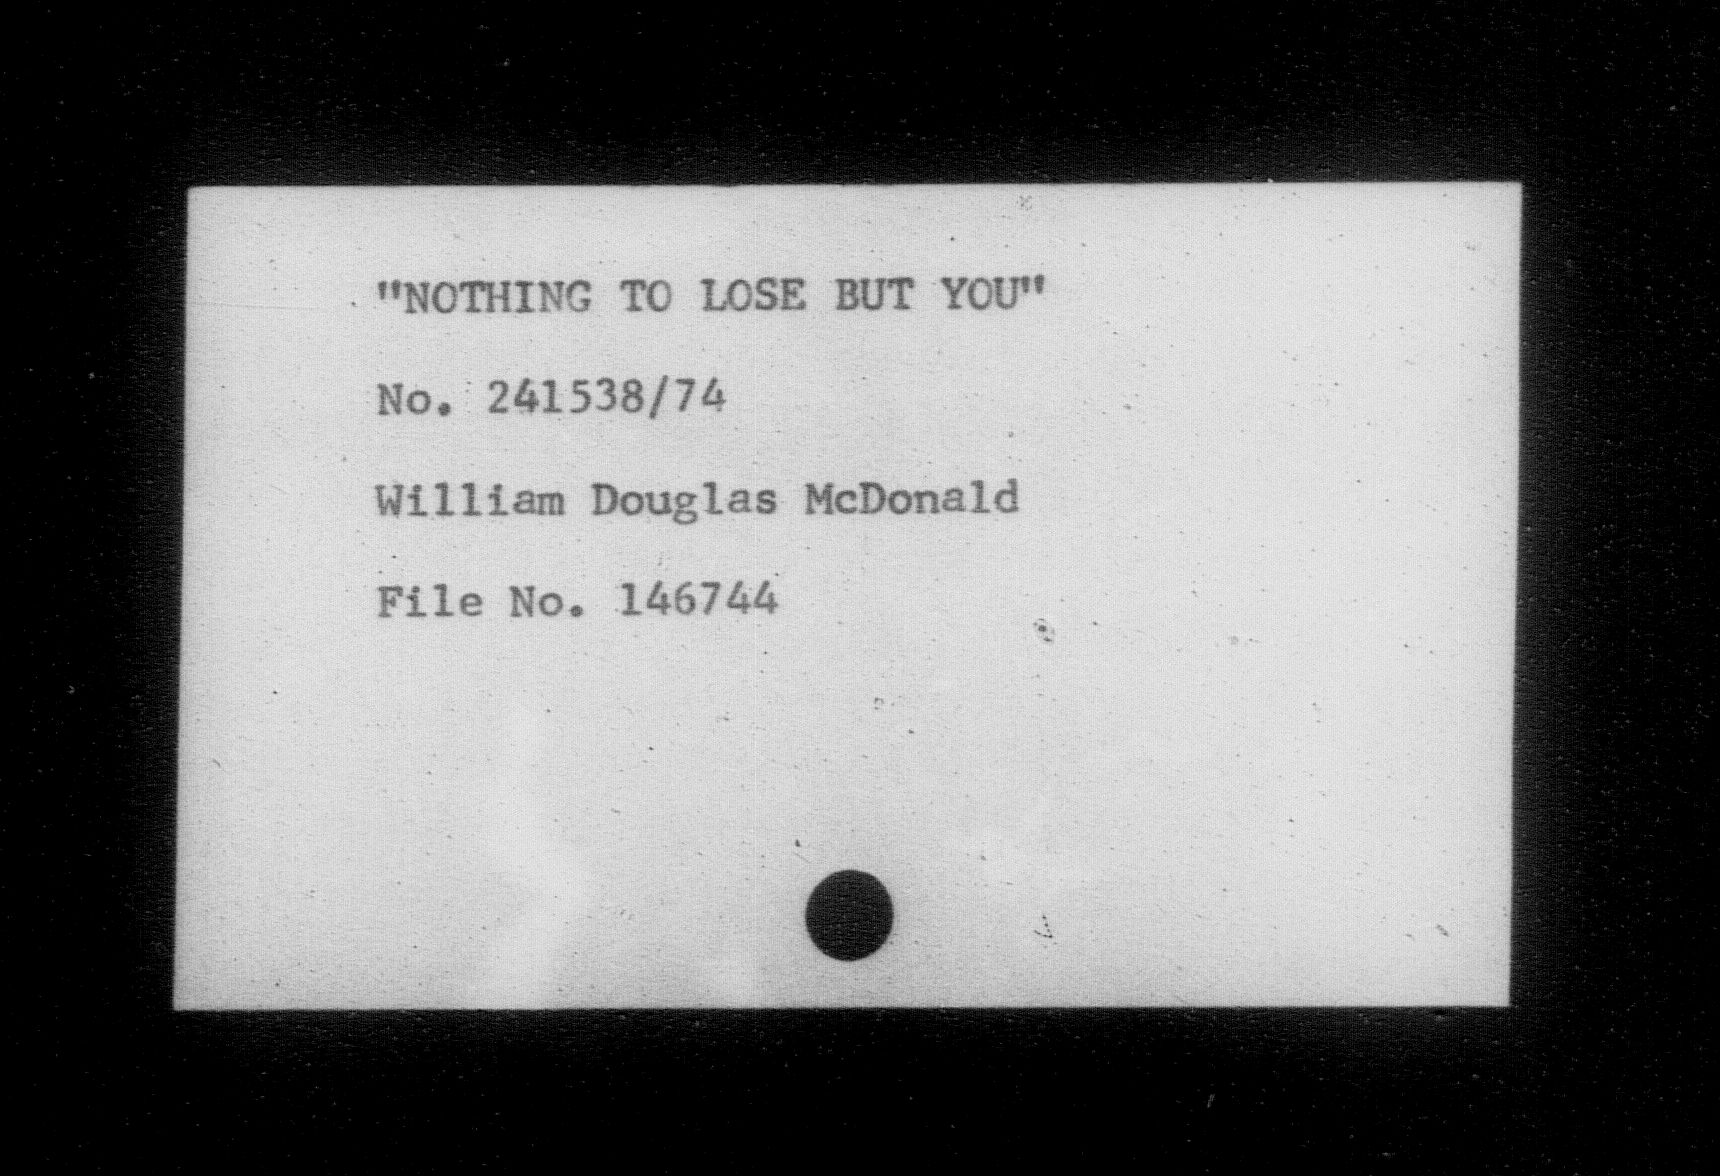 "NOTHING TO LOSE BUT YOU"
No. 241538/74
William Douglas McDonald
File No. 146744